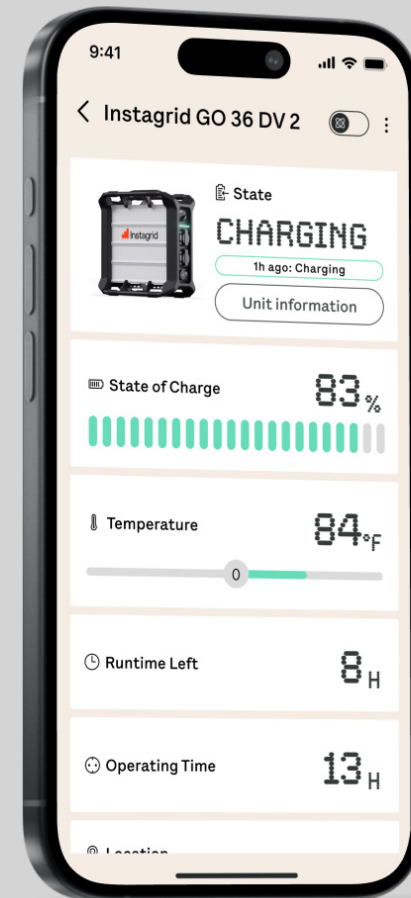 9:41
Instagrid GO 36 DV 2
instagrid
State
CHARGING
1h ago: Charging
Unit information
State of Charge
83%
Temperature
84°F
0
Runtime Left
8 H
Operating Time
13 H
Location